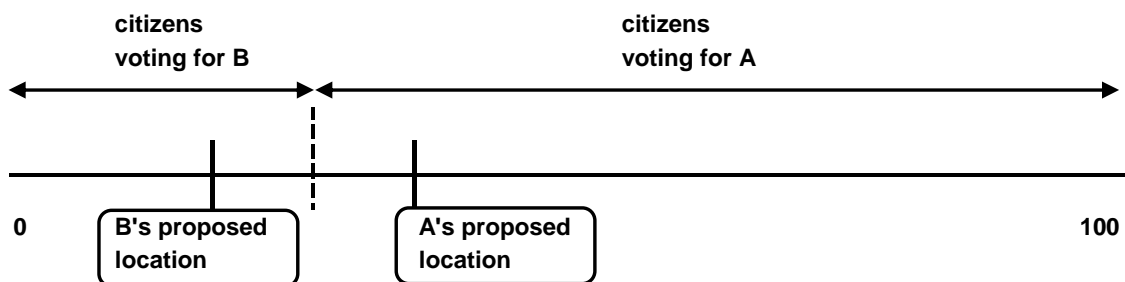 citizens
voting for B
citizens
voting for A
0
B's proposed
location
A's proposed
location
100